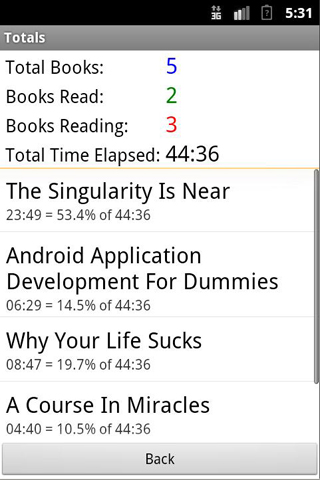 3G 5:31
Totals
Total Books: 5
Books Read: 2
Books Reading: 3
Total Time Elapsed: 44:36
The Singularity Is Near
23:49 = 53.4% of 44:36
Android Application
Development For Dummies
06:29 = 14.5% of 44:36
Why Your Life Sucks
08:47 = 19.7% of 44:36
A Course In Miracles
04:40 = 10.5% of 44:36
Back